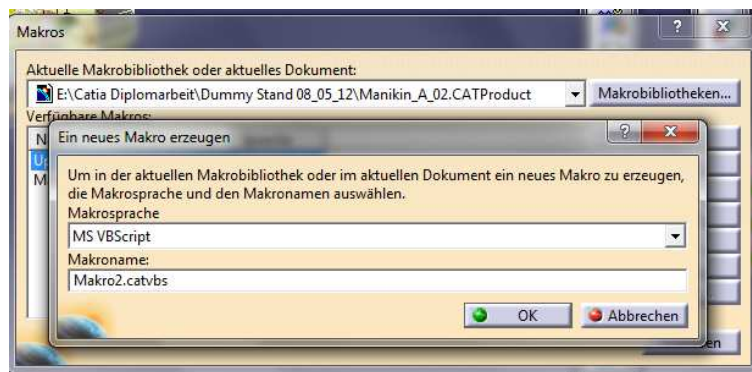 Makros
Aktuelle Makrobibliothek oder aktuelles Dokument:
E:\Catia Diplomarbeit\Dummy Stand 08_05_12\Manikin_A_02.CATProduct
Makrobibliotheken...
Verfügbare Makros:
Ein neues Makro erzeugen
Um in der aktuellen Makrobibliothek oder im aktuellen Dokument ein neues Makro zu erzeugen,
die Makrosprache und den Makronamen auswählen.
Makrosprache
MS VBScript
Makroname:
Makro2.catvbs
OK
Abbrechen